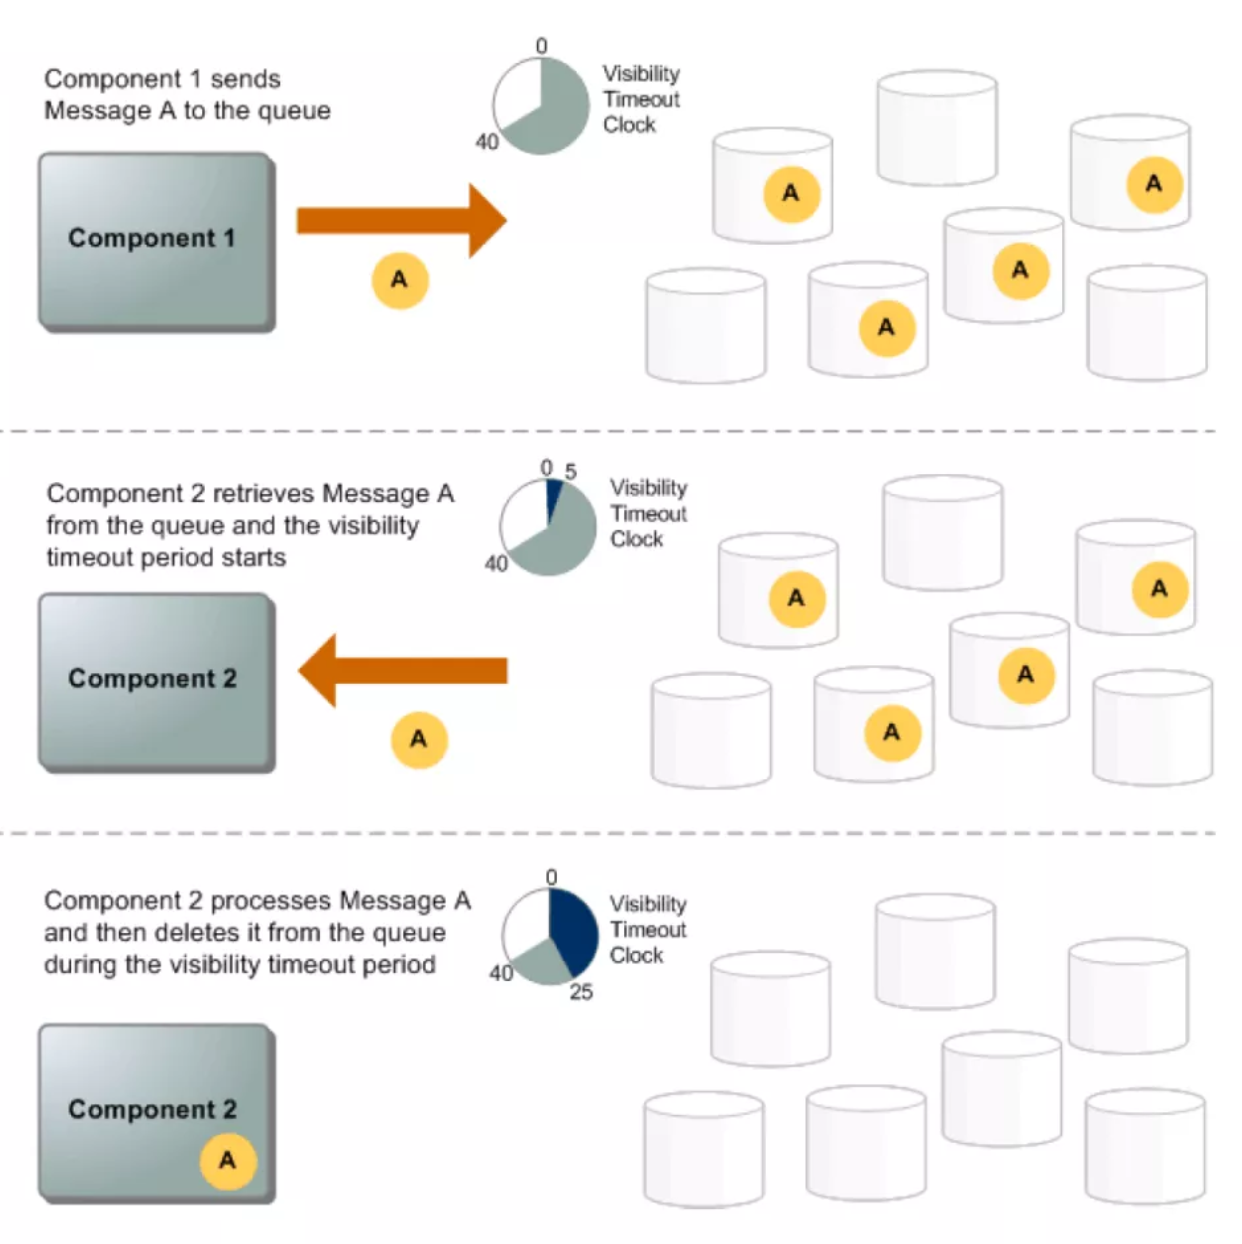 Component 1 sends
Message A to the queue
0
40
Visibility
Timeout
Clock
Component 1
A
A
A
A
A
Component 2 retrieves Message A
from the queue and the visibility
timeout period starts
0 5
40
Visibility
Timeout
Clock
Component 2
A
A
A
A
A
Component 2 processes Message A
and then deletes it from the queue
during the visibility timeout period
0
40
25
Visibility
Timeout
Clock
Component 2
A